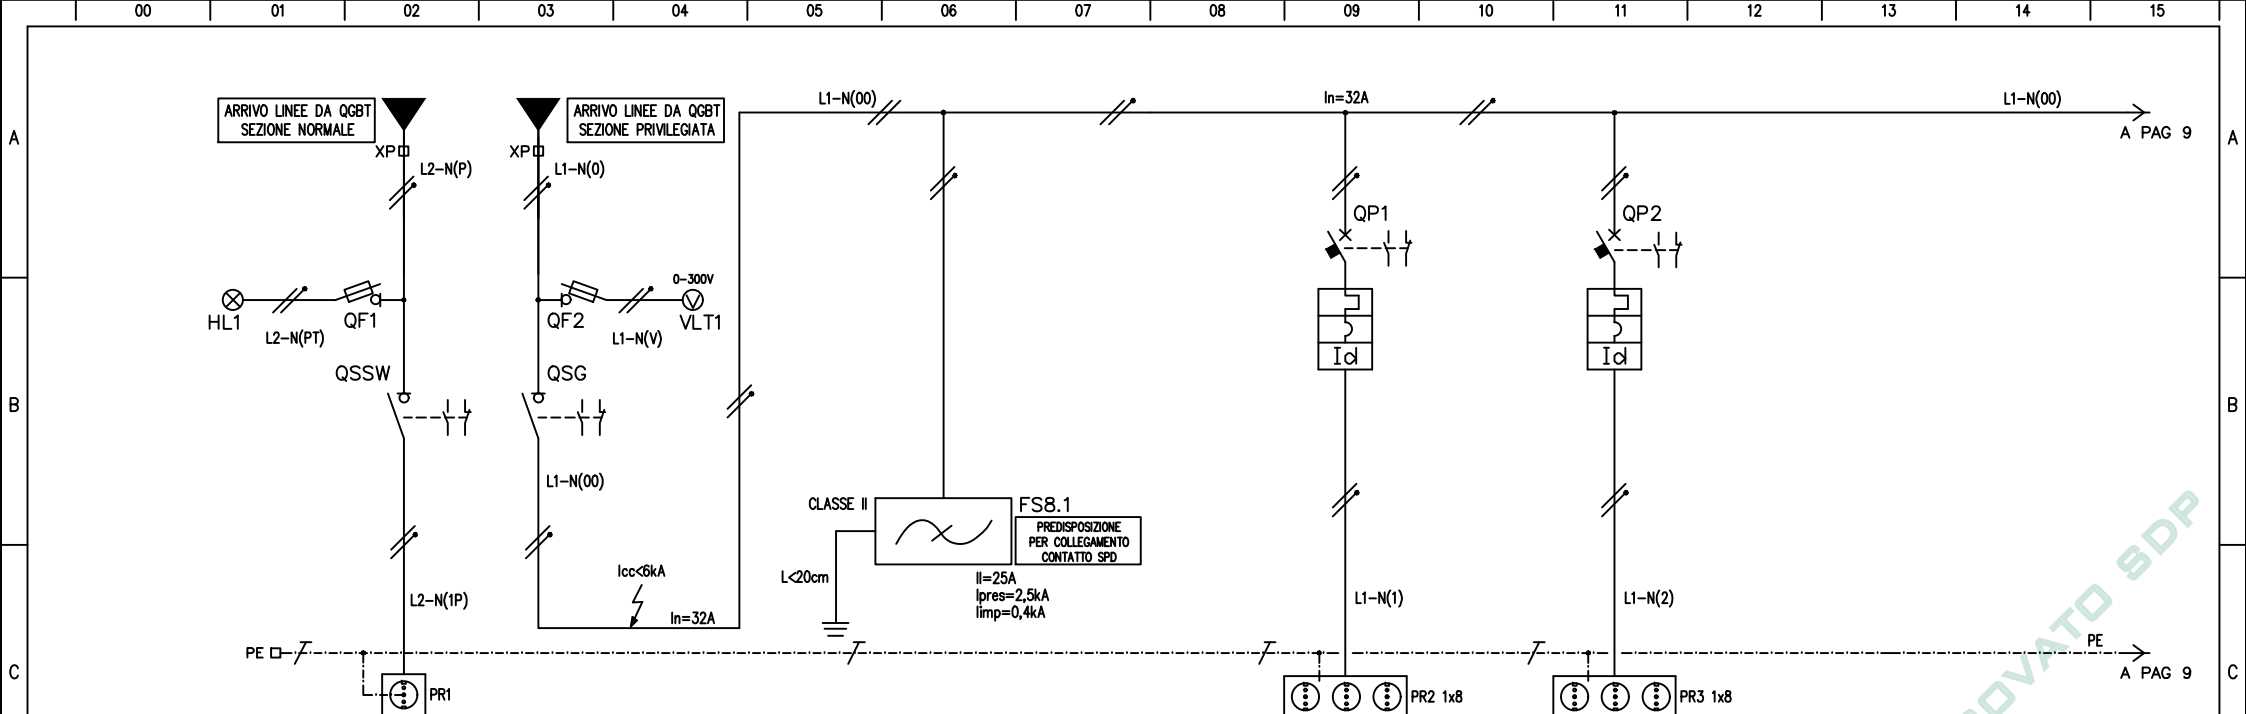 00 01 02 03 04 05 06 07 08 09 10 11 12 13 14 15
ARRIVO LINEE DA QGBT
SEZIONE NORMALE
ARRIVO LINEE DA QGBT
SEZIONE PRIVILEGIATA
L1-N(00)
In=32A
L1-N(00)
A PAG 9
A
A
XP
XP
L2-N(P)
L1-N(0)
QP1
QP2
0-300V
HL1
QF1
QF2
VLT1
L2-N(PT)
L1-N(V)
Id
Id
QSSW
QSG
B
B
L1-N(00)
CLASSE II
FS8.1
PREDISPOSIZIONE
PER COLLEGAMENTO
CONTATTO SPD
Icc<6kA
L<20cm
II=25A
Ipres=2,5kA
Iimp=0,4kA
L2-N(1P)
In=32A
L1-N(1)
L1-N(2)
PE
PE
A PAG 9
C
C
PR1
PR2 1x8
PR3 1x8
OVATO SDP